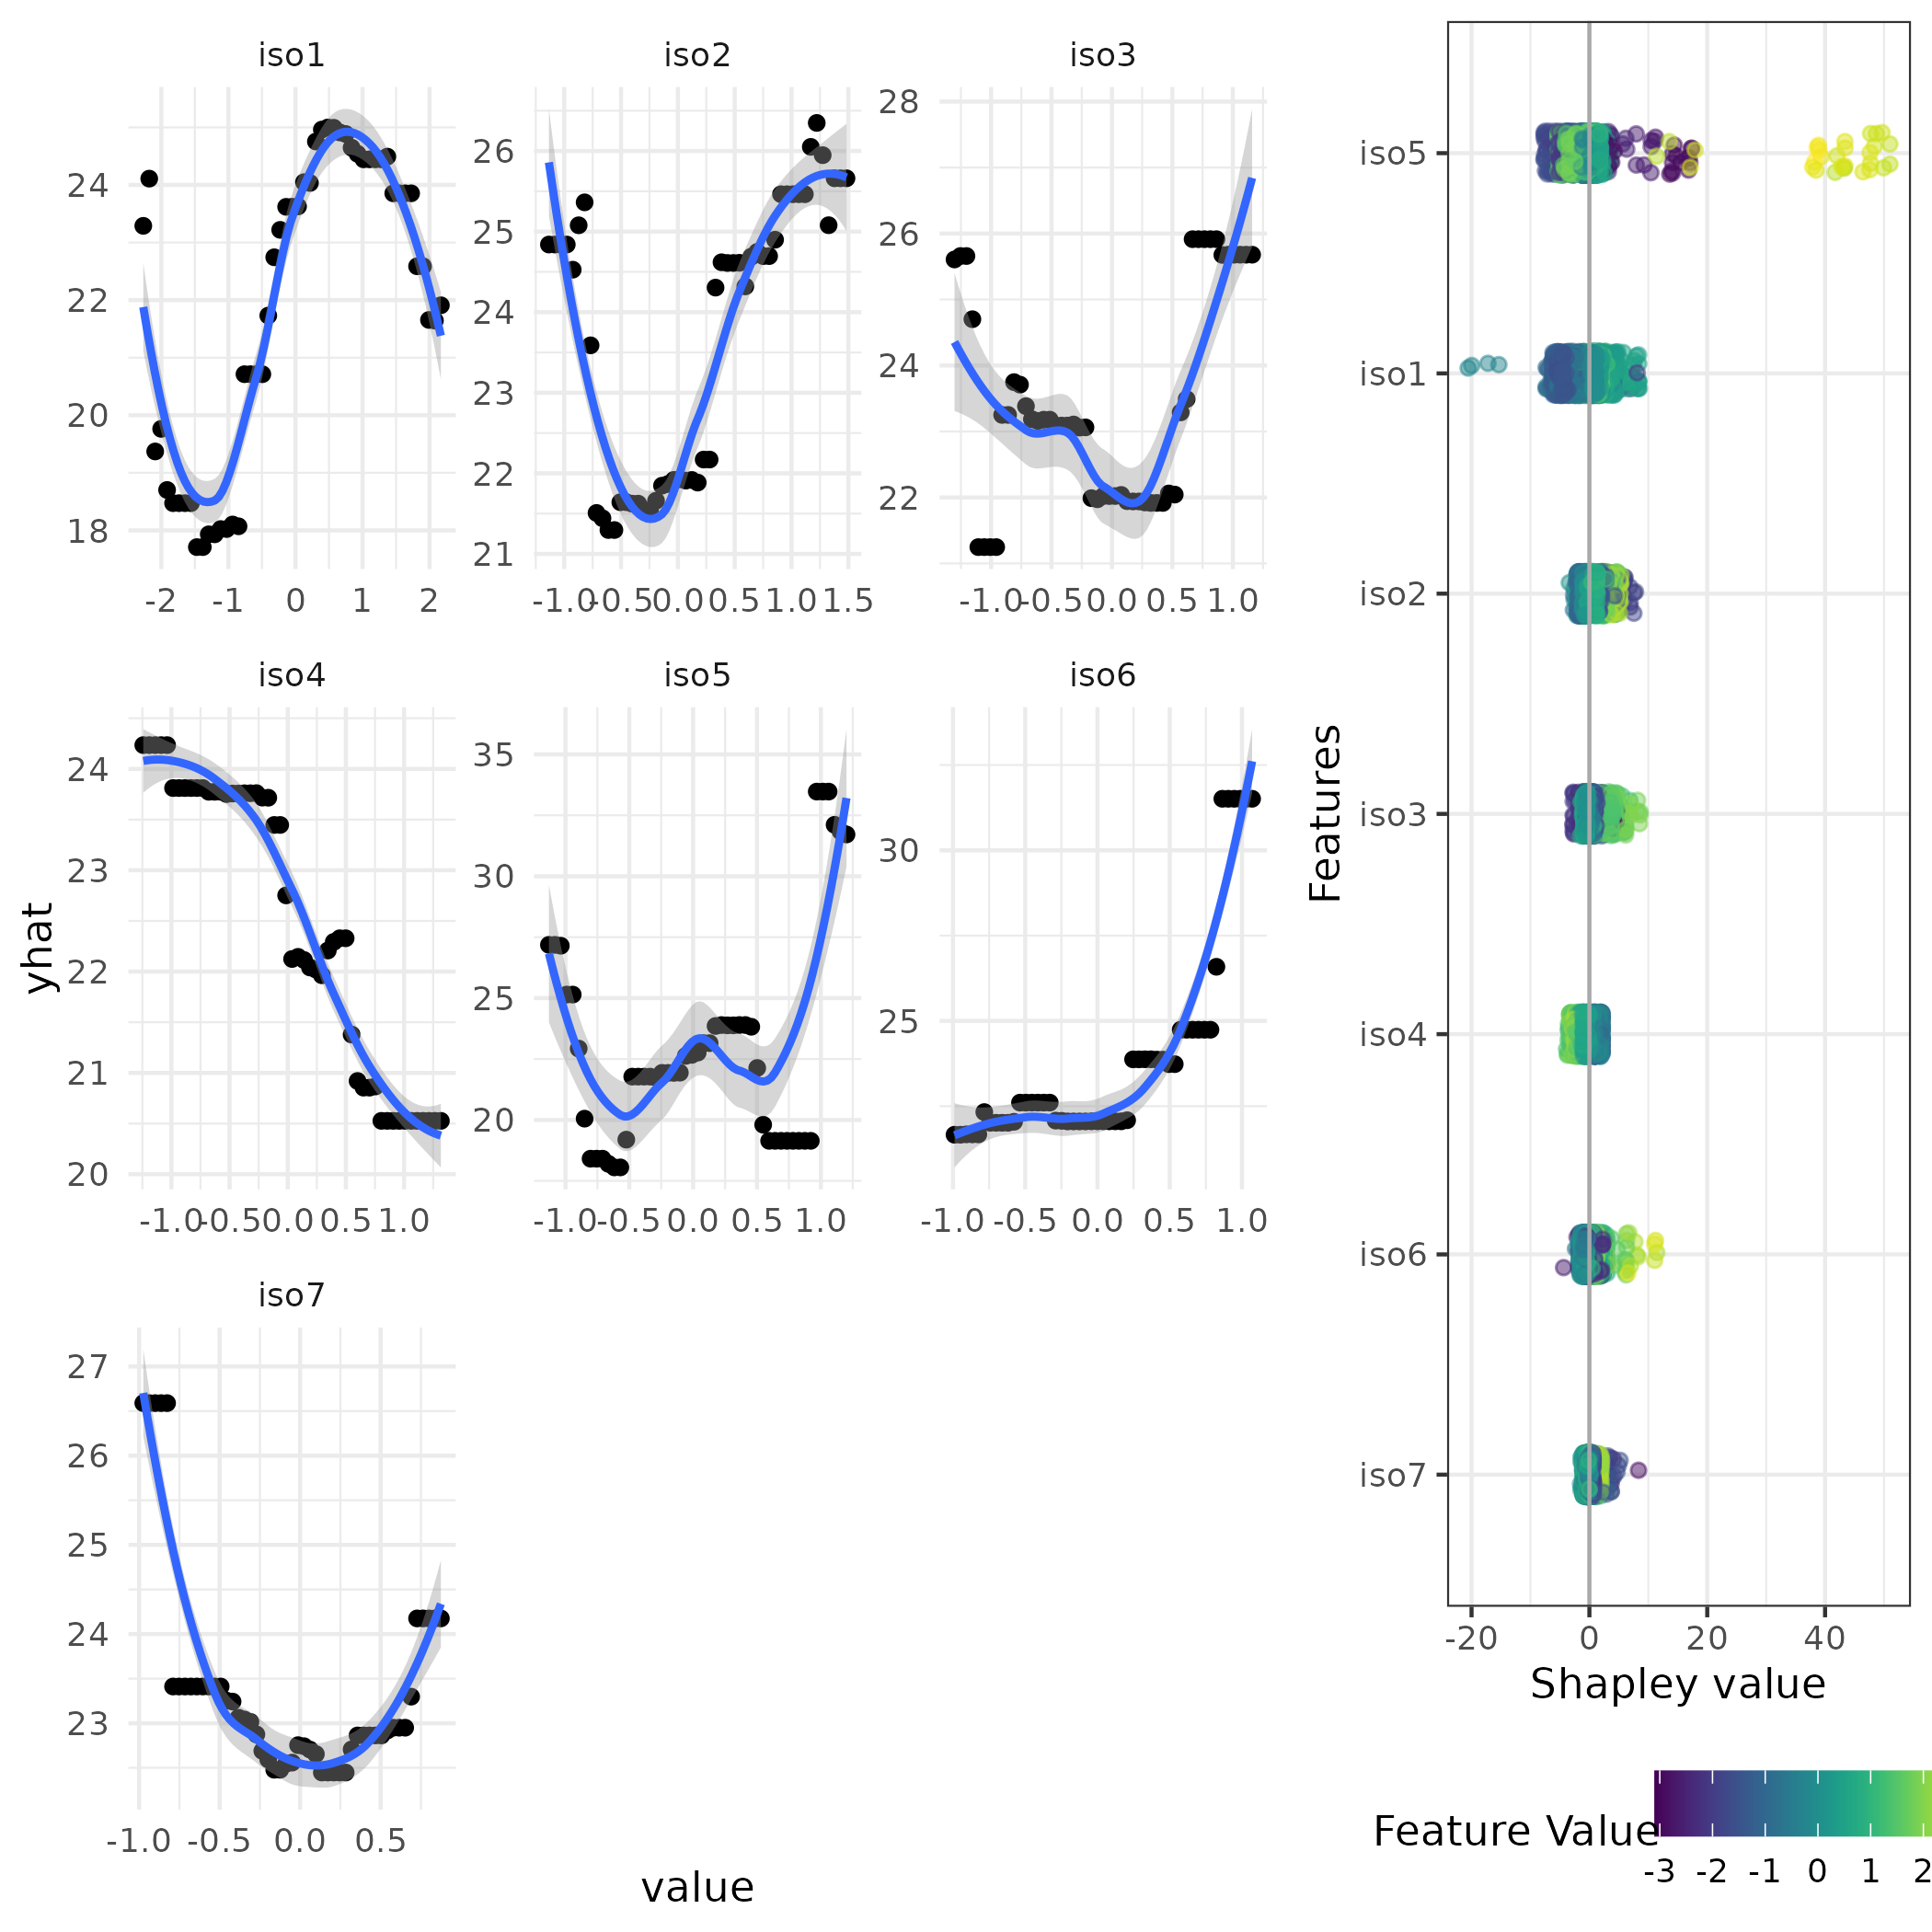 iso1
iso2
iso3
24
22
20
18
-2 -1 0 1 2
26
25
24
23
22
21
-1.0 -0.5 0.0 0.5 1.0 1.5
28
26
24
22
-1.0 -0.5 0.0 0.5 1.0
iso4
iso5
iso6
yhat
24
23
22
21
20
-1.0 -0.5 0.0 0.5 1.0
35
30
25
20
-1.0 -0.5 0.0 0.5 1.0
30
25
-1.0 -0.5 0.0 0.5 1.0
iso7
27
26
25
24
23
-1.0 -0.5 0.0 0.5
value
Features
iso5
iso1
iso2
iso3
iso4
iso6
iso7
-20 0 20 40
Shapley value
Feature Value
-3 -2 -1 0 1 2